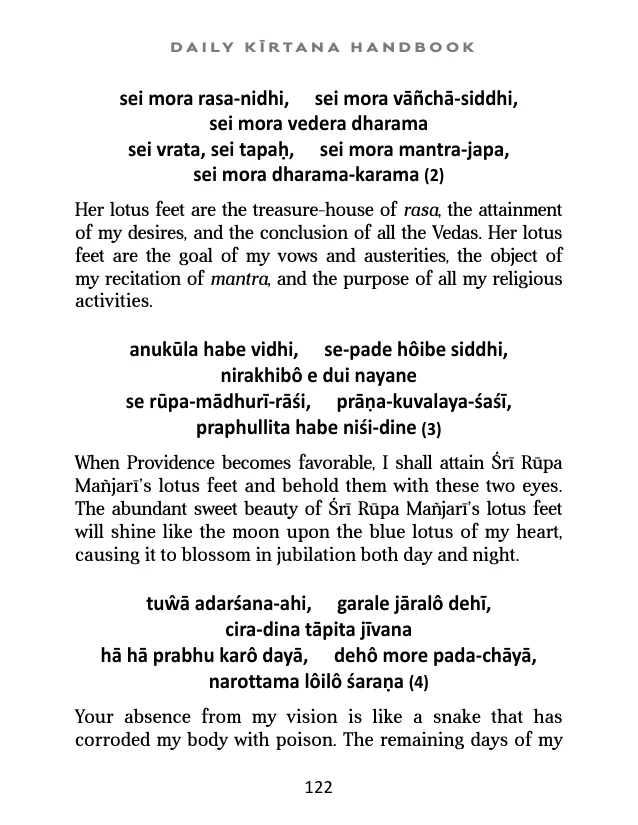 DAILY KĪRTANA HANDBOOK
sei mora rasa-nidhi, sei mora vāñchā-siddhi,
sei mora vedera dharama
sei vrata, sei tapaḥ, sei mora mantra-japa,
sei mora dharama-karama (2)
Her lotus feet are the treasure-house of rasa, the attainment
of my desires, and the conclusion of all the Vedas. Her lotus
feet are the goal of my vows and austerities, the object of
my recitation of mantra, and the purpose of all my religious
activities.
anukūla habe vidhi, se-pade hôibe siddhi,
nirakhibô e dui nayane
se rūpa-mādhurī-rāśi, prāṇa-kuvalaya-śaśī,
praphullita habe niśi-dine (3)
When Providence becomes favorable, I shall attain Śrī Rūpa
Mañjarī’s lotus feet and behold them with these two eyes.
The abundant sweet beauty of Śrī Rūpa Mañjarī’s lotus feet
will shine like the moon upon the blue lotus of my heart,
causing it to blossom in jubilation both day and night.
tuŵā adarśana-ahi, garale jāralô dehī,
cira-dina tāpita jīvana
hā hā prabhu karô dayā, dehô more pada-chāyā,
narottama lôilô śaraṇa (4)
Your absence from my vision is like a snake that has
corroded my body with poison. The remaining days of my
122